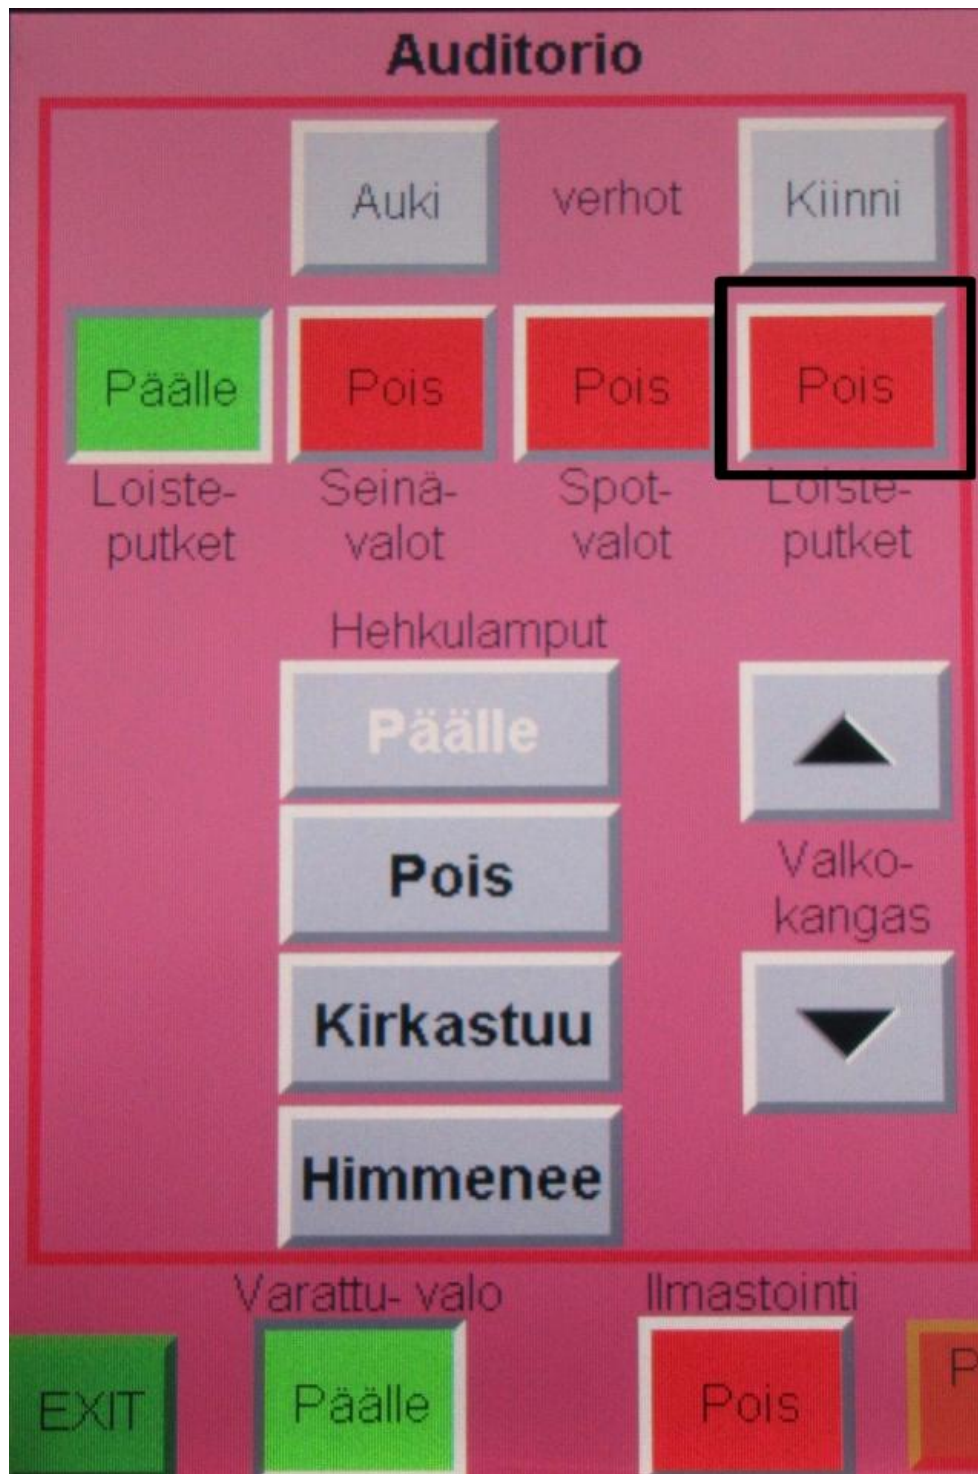 Auditorio
Auki verhot Kiinni
Päälle Pois Pois Pois
Loiste- Seinä- Spot- Loiste-
putket valot valot putket
Hehkulamput
Päälle
Pois
Valko-
kangas
Kirkastuu
Himmenee
Varattu- valo Ilmastointi
EXIT Päälle Pois